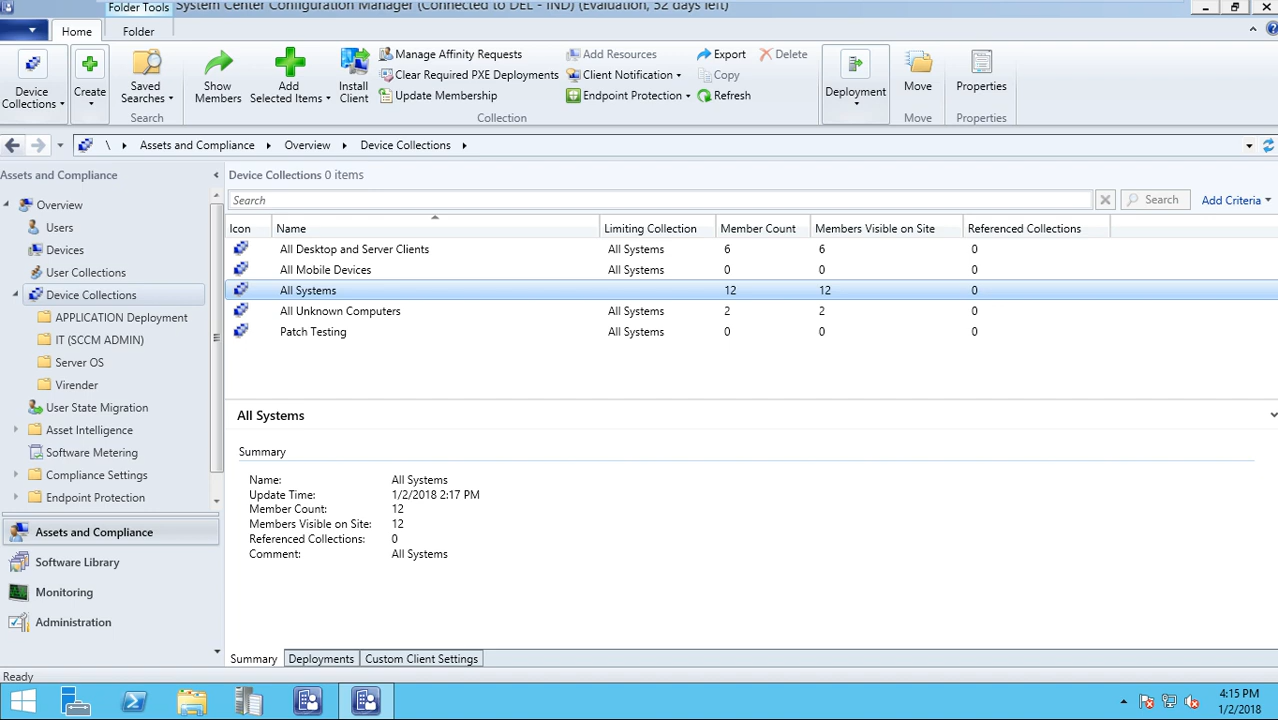 Folder Tools
System Center Configuration Manager (Connected to DEL - IND) (Evaluation, 52 days left)
Home
Folder
Device Collections
Create
Saved Searches
Search
Show Members
Add Selected Items
Install Client
Manage Affinity Requests
Clear Required PXE Deployments
Update Membership
Add Resources
Client Notification
Endpoint Protection
Export
Copy
Refresh
Delete
Collection
Deployment
Move
Move
Properties
Properties
\ Assets and Compliance Overview Device Collections
Assets and Compliance
Overview
Users
Devices
User Collections
Device Collections
APPLICATION Deployment
IT (SCCM ADMIN)
Server OS
Virender
User State Migration
Asset Intelligence
Software Metering
Compliance Settings
Endpoint Protection
Assets and Compliance
Software Library
Monitoring
Administration
Device Collections 0 items
Search
Search
Add Criteria
Icon Name Limiting Collection Member Count Members Visible on Site Referenced Collections
All Desktop and Server Clients All Systems 6 6 0
All Mobile Devices All Systems 0 0 0
All Systems 12 12 0
All Unknown Computers All Systems 2 2 0
Patch Testing All Systems 0 0 0
All Systems
Summary
Name: All Systems
Update Time: 1/2/2018 2:17 PM
Member Count: 12
Members Visible on Site: 12
Referenced Collections: 0
Comment: All Systems
Summary Deployments Custom Client Settings
Ready
4:15 PM
1/2/2018